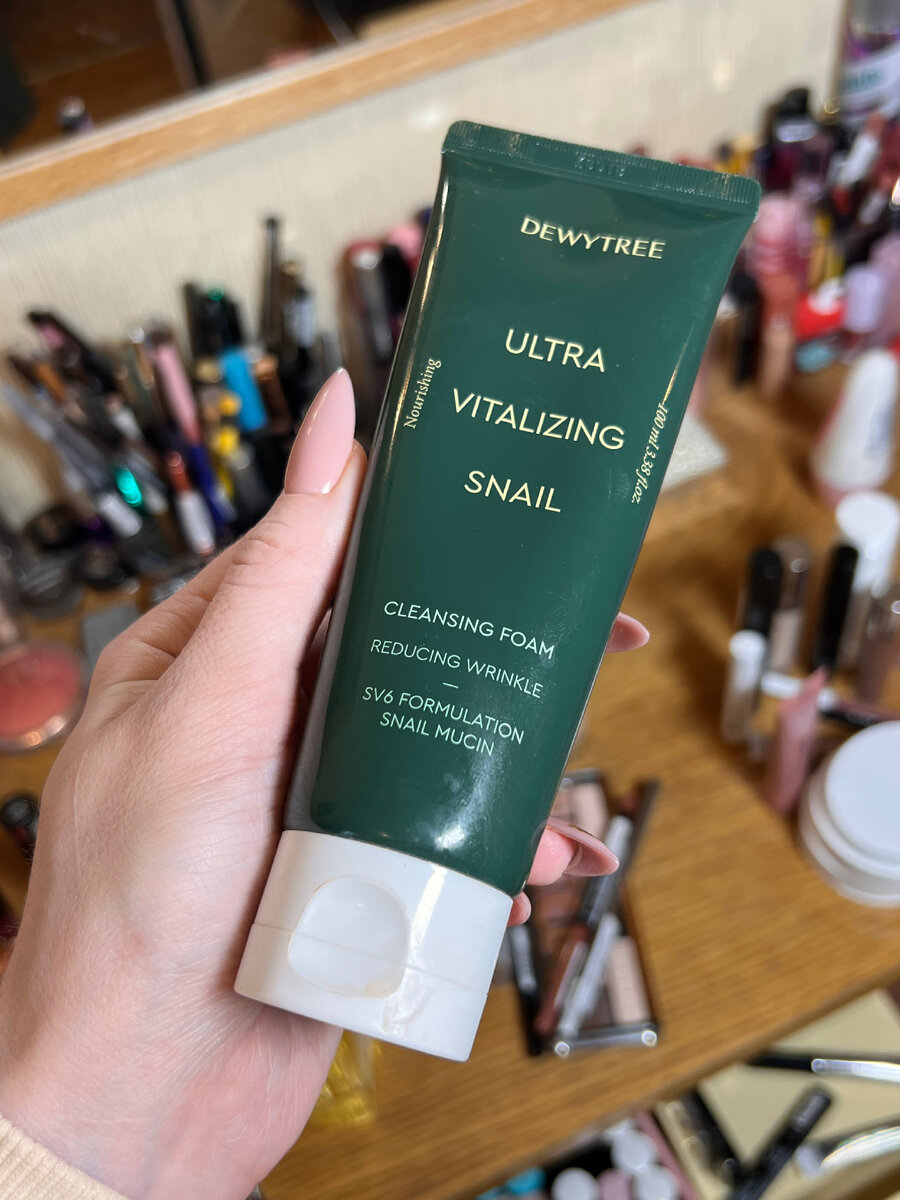 DEWYTREE
ULTRA
VITALIZING
SNAIL
Nourishing
100 ml 3.38 fl.oz.
CLEANSING FOAM
REDUCING WRINKLE
SV6 FORMULATION
SNAIL MUCIN